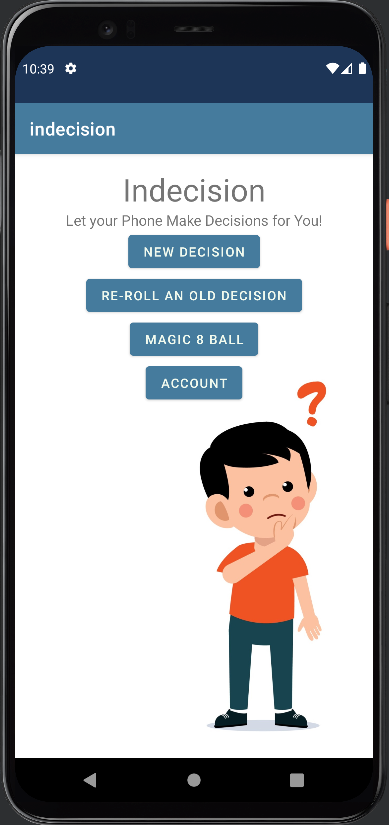 10:39
indecision
Indecision
Let your Phone Make Decisions for You!
NEW DECISION
RE-ROLL AN OLD DECISION
MAGIC 8 BALL
ACCOUNT
?